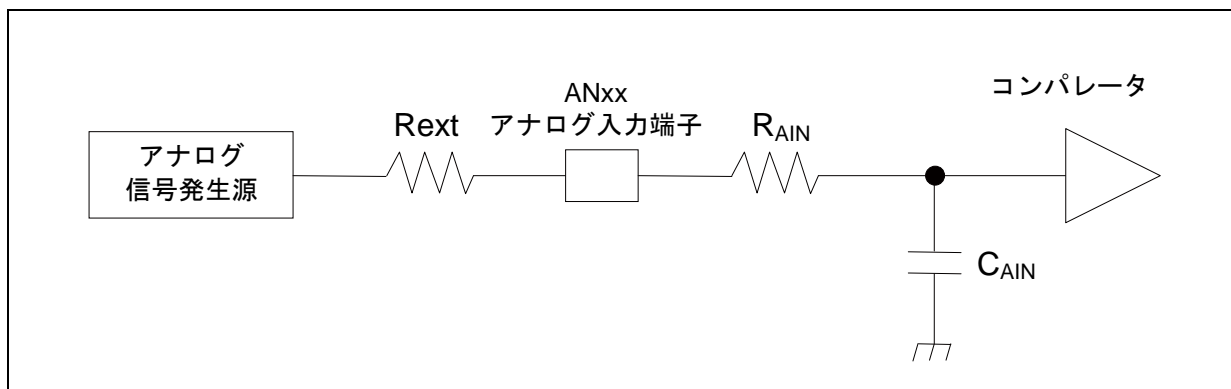 コンパレータ
ANxx
アナログ入力端子
Rext
RAIN
アナログ
信号発生源
CAIN